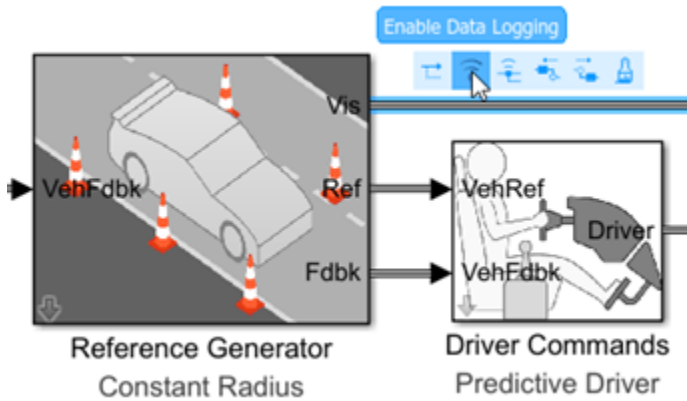 Enable Data Logging
Vis
VehFdbk
Ref
VehRef
Driver
Fdbk
VehFdbk
Reference Generator
Constant Radius
Driver Commands
Predictive Driver